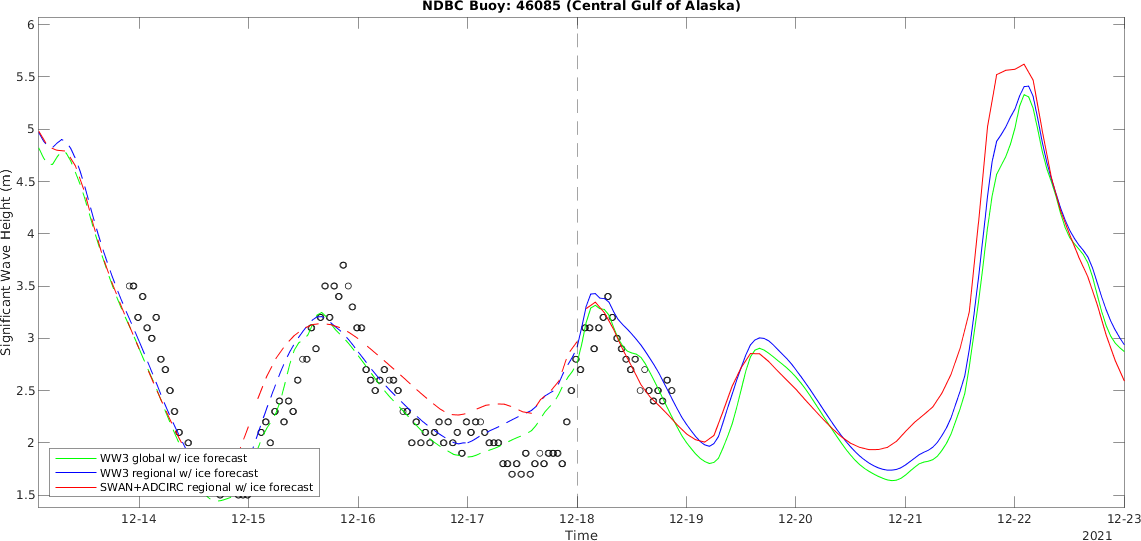 NDBC Buoy: 46085 (Central Gulf of Alaska)
6
5.5
5
4.5
4
3.5
3
2.5
2
1.5
Significant Wave Height (m)
WW3 global w/ ice forecast
WW3 regional w/ ice forecast
SWAN+ADCIRC regional w/ ice forecast
12-14 12-15 12-16 12-17 12-18 12-19 12-20 12-21 12-22 12-23
Time
2021